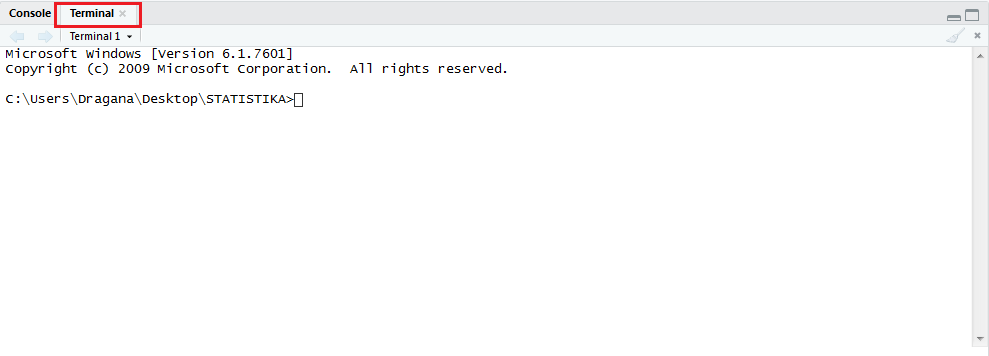 Console Terminal
Terminal 1
Microsoft Windows [Version 6.1.7601]
Copyright (c) 2009 Microsoft Corporation.  All rights reserved.
C:\Users\Dragana\Desktop\STATISTIKA>